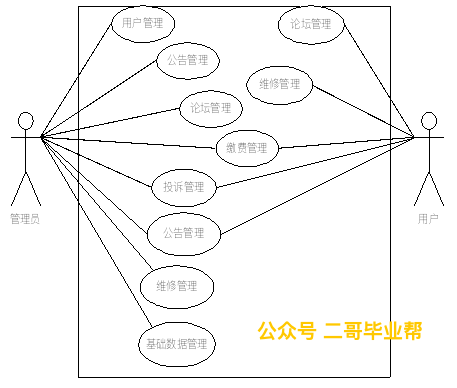 用户管理
论坛管理
公告管理
维修管理
论坛管理
缴费管理
投诉管理
管理员
用户
公告管理
维修管理
公众号 二哥毕业帮
基础数据管理